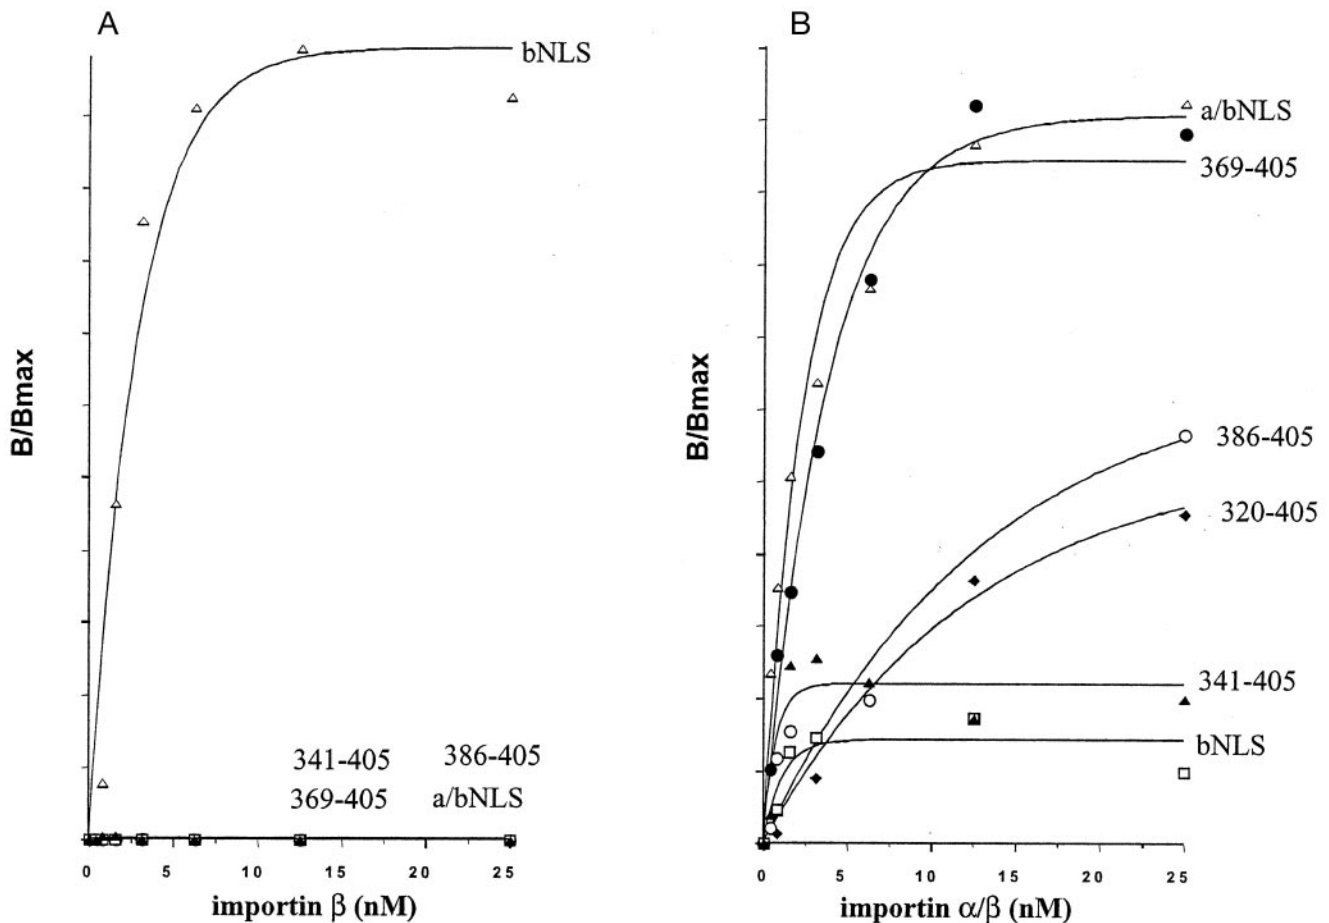 A
bNLS
B/Bmax
341-405 386-405
369-405 a/bNLS
0 5 10 15 20 25
importin β (nM)
B
a/bNLS
369-405
B/Bmax
386-405
320-405
341-405
bNLS
0 5 10 15 20 25
importin α/β (nM)